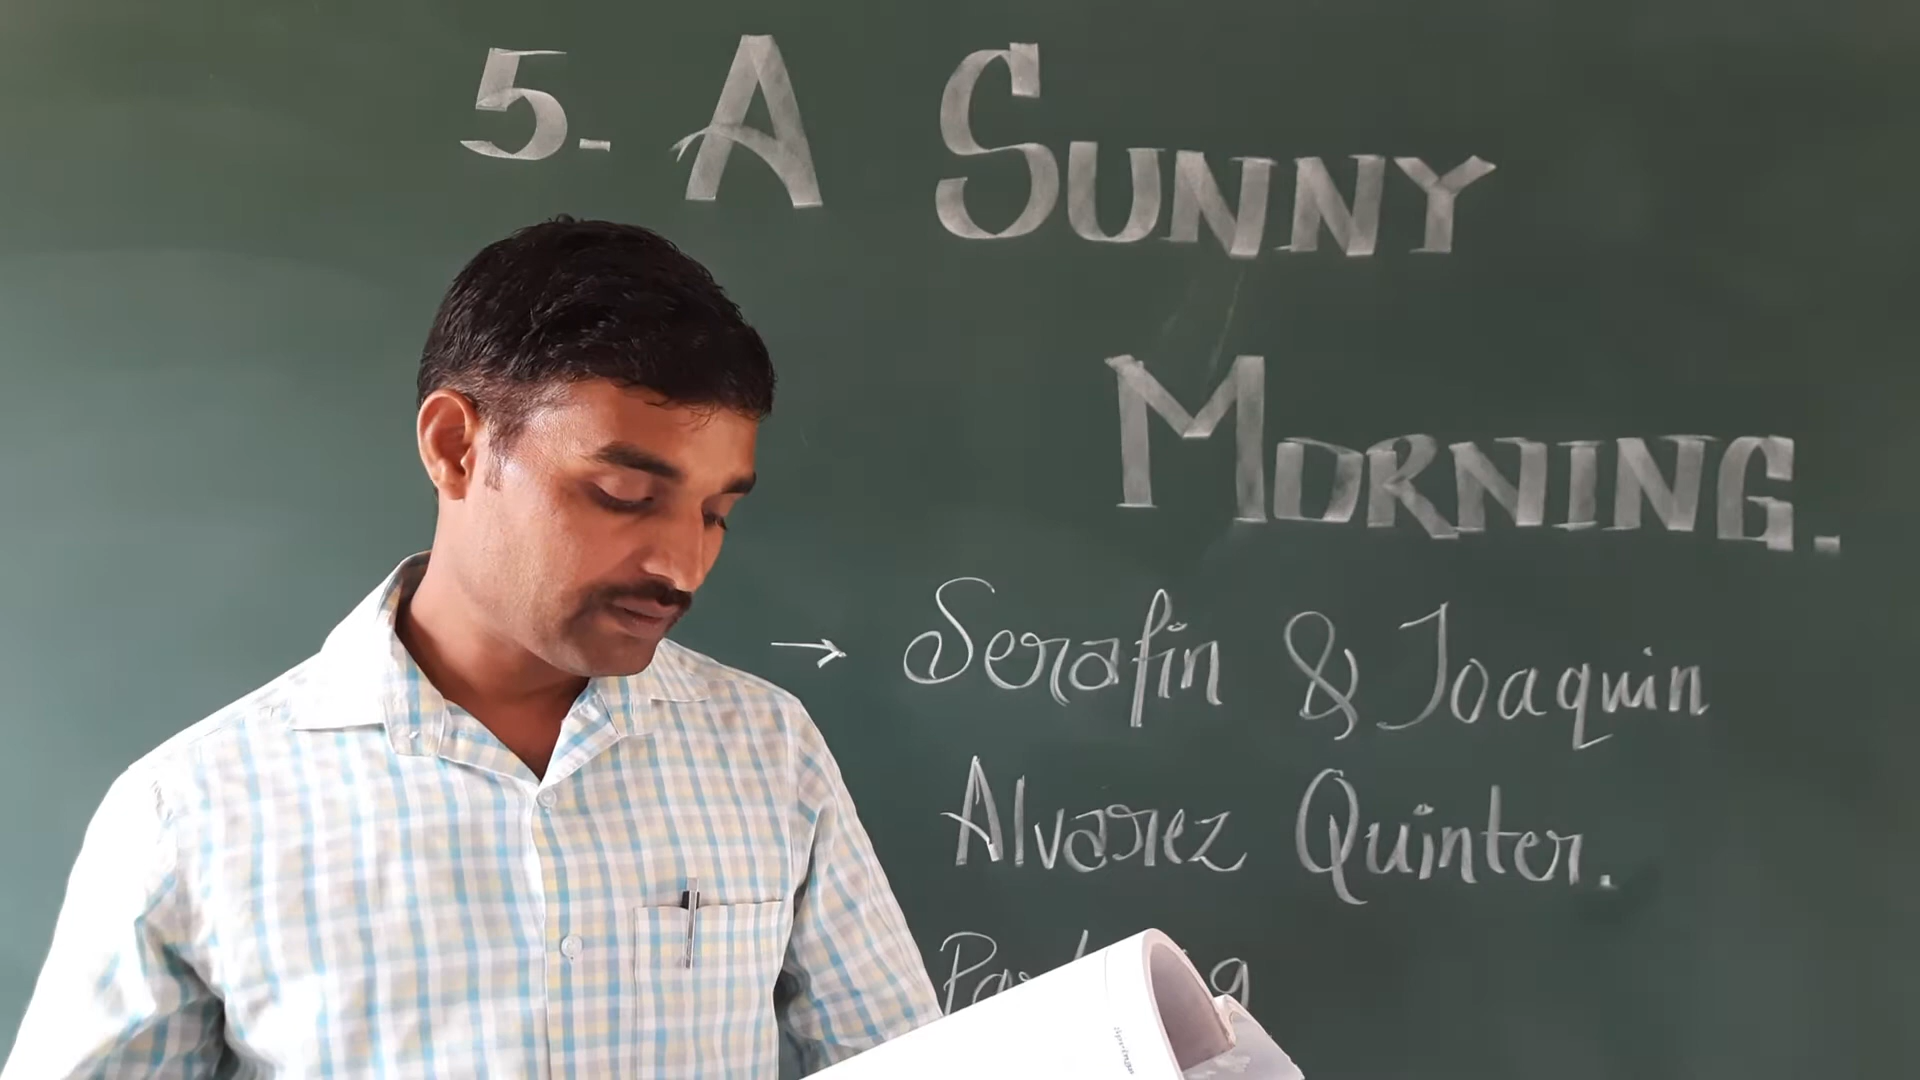 5- A SUNNY
MORNING.
→ Serafin & Joaquin
Alvarez Quinter.